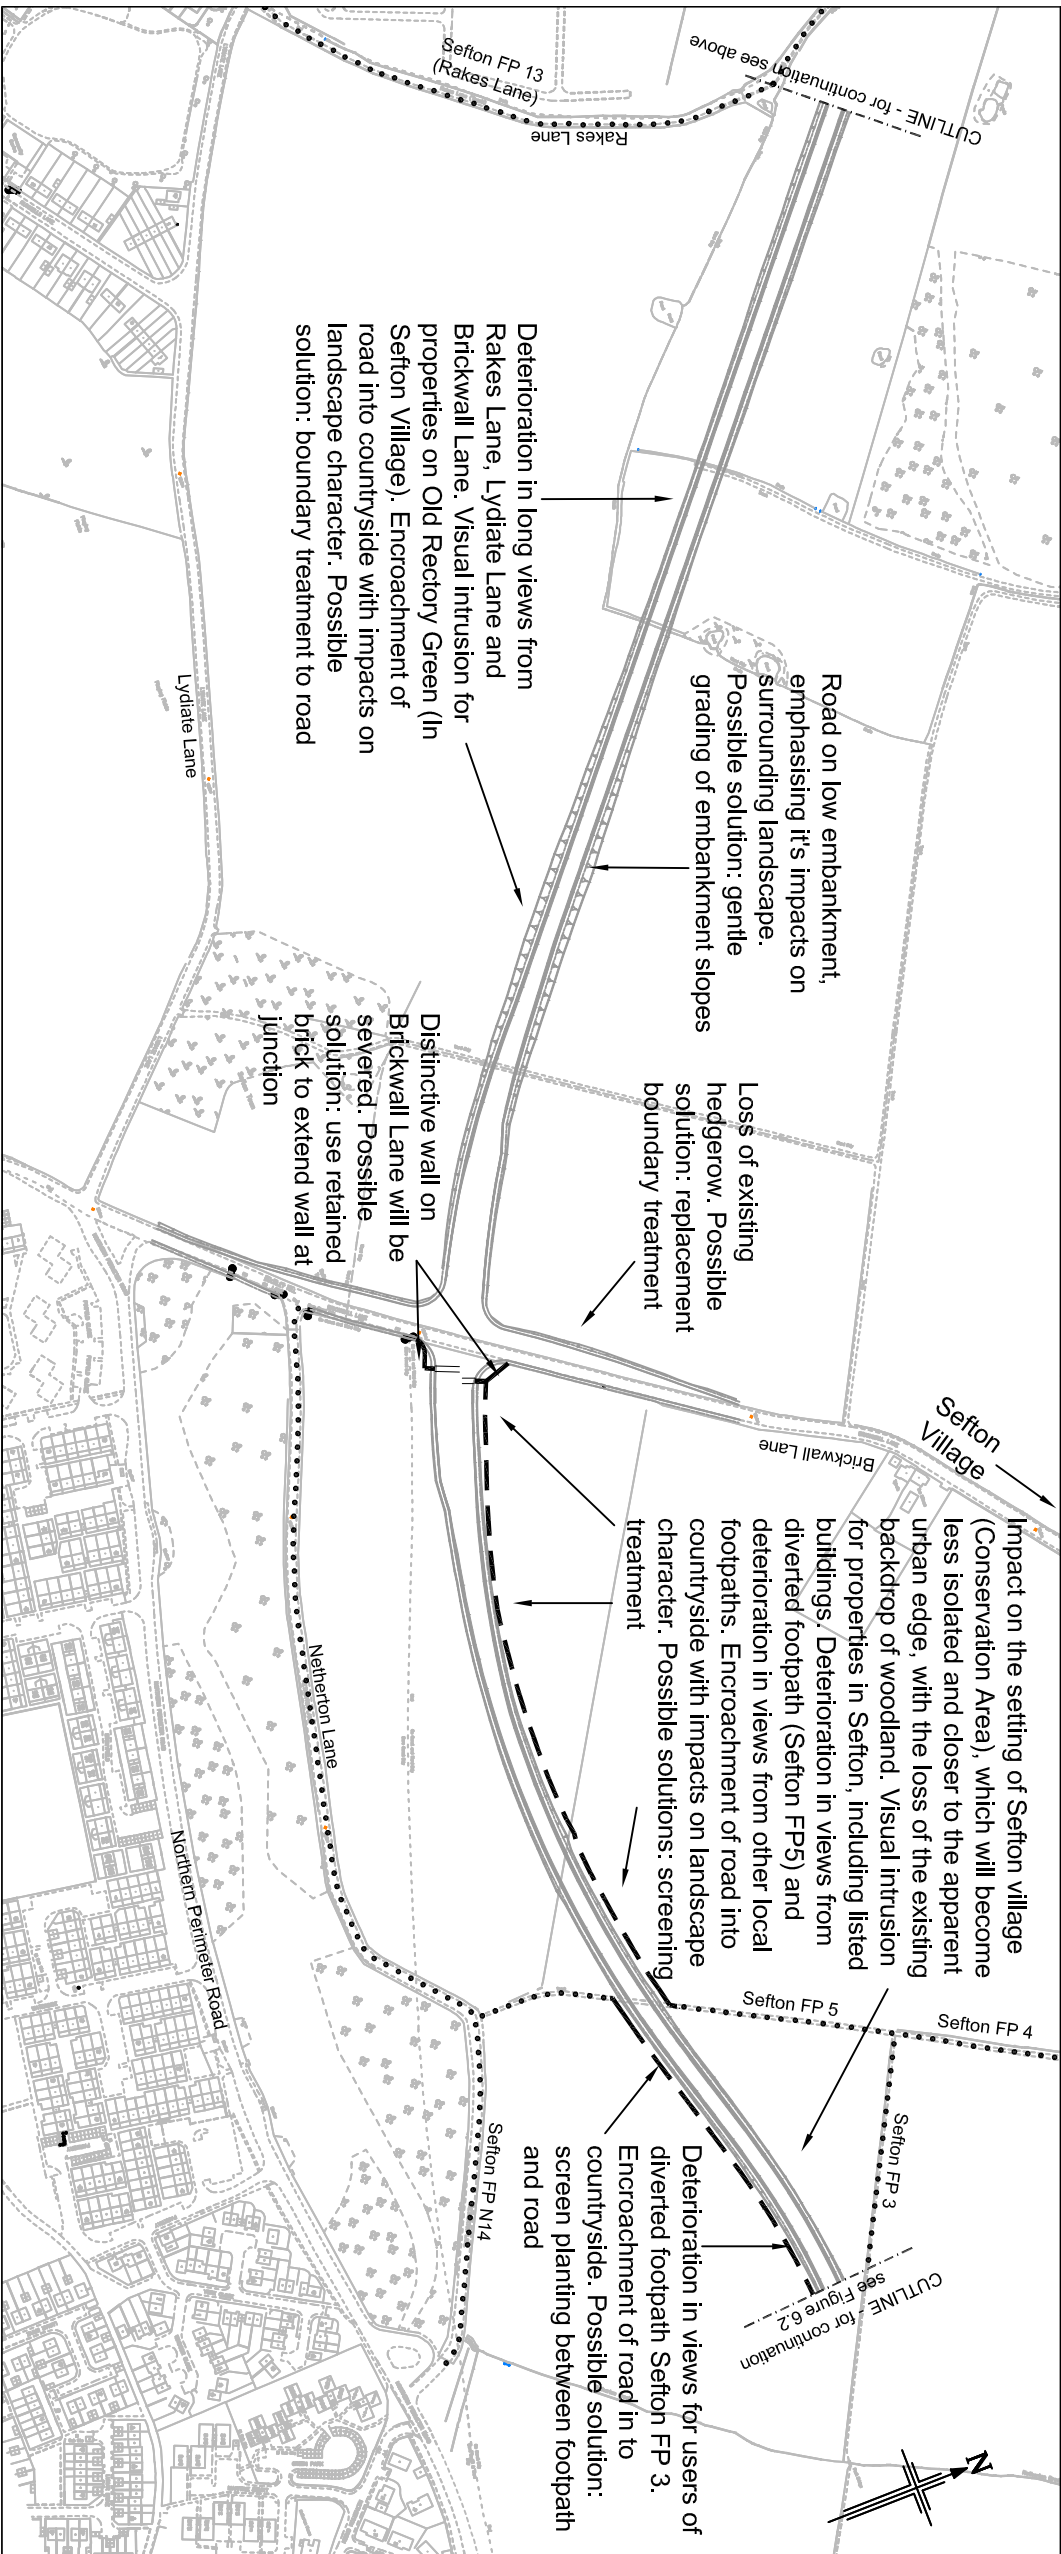 CUTLINE - for continuation see above
Sefton FP 13
(Rakes Lane)
Rakes Lane
Deterioration in long views from
Rakes Lane, Lydiate Lane and
Brickwall Lane. Visual intrusion for
properties on Old Rectory Green (In
Sefton Village). Encroachment of
road into countryside with impacts on
landscape character. Possible
solution: boundary treatment to road
Road on low embankment,
emphasising it's impacts on
surrounding landscape.
Possible solution: gentle
grading of embankment slopes
Lydiate Lane
Distinctive wall on
Brickwall Lane will be
severed. Possible
solution: use retained
brick to extend wall at
junction
Loss of existing
hedgerow. Possible
solution: replacement
boundary treatment
Sefton
Village
Brickwall Lane
Impact on the setting of Sefton village
(Conservation Area), which will become
less isolated and closer to the apparent
urban edge, with the loss of the existing
backdrop of woodland. Visual intrusion
for properties in Sefton, including listed
buildings. Deterioration in views from
diverted footpath (Sefton FP5) and
deterioration in views from other local
footpaths. Encroachment of road into
countryside with impacts on landscape
character. Possible solutions: screening
treatment
Netherton Lane
Northern Perimeter Road
Sefton FP 5
Sefton FP 4
Sefton FP 3
Sefton FP N14
Deterioration in views for users of
diverted footpath Sefton FP 3.
Encroachment of road in to
countryside. Possible solution:
screen planting between footpath
and road
CUTLINE - for continuation
see Figure 6.2
N